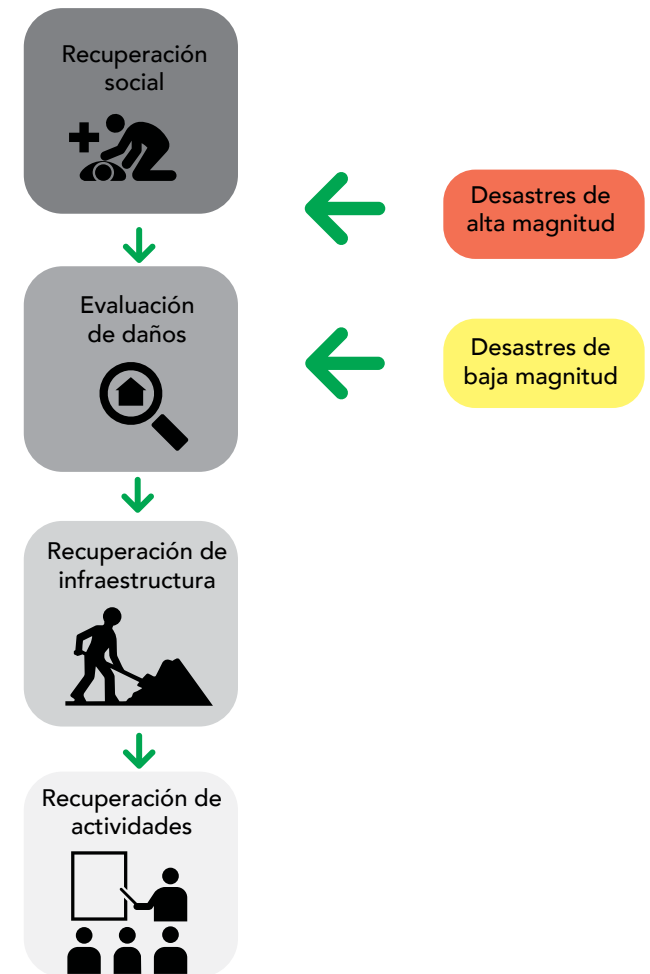 Recuperación
social
Desastres de
alta magnitud
Evaluación
de daños
Desastres de
baja magnitud
Recuperación de
infraestructura
Recuperación de
actividades